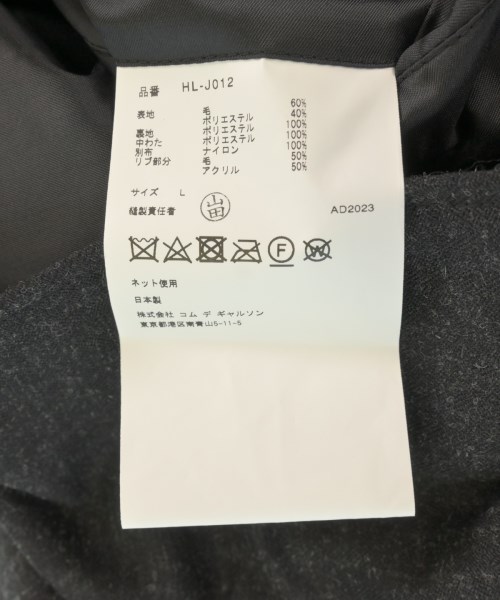 品番 HL-J012
表地 毛 60%
ポリエステル 40%
裏地 ポリエステル 100%
中わた ポリエステル 100%
別布 ナイロン 100%
リブ部分 毛 50%
アクリル 50%
サイズ L
縫製責任者 山田 AD2023
F W
ネット使用
日本製
株式会社 コム デ ギャルソン
東京都港区南青山5-11-5